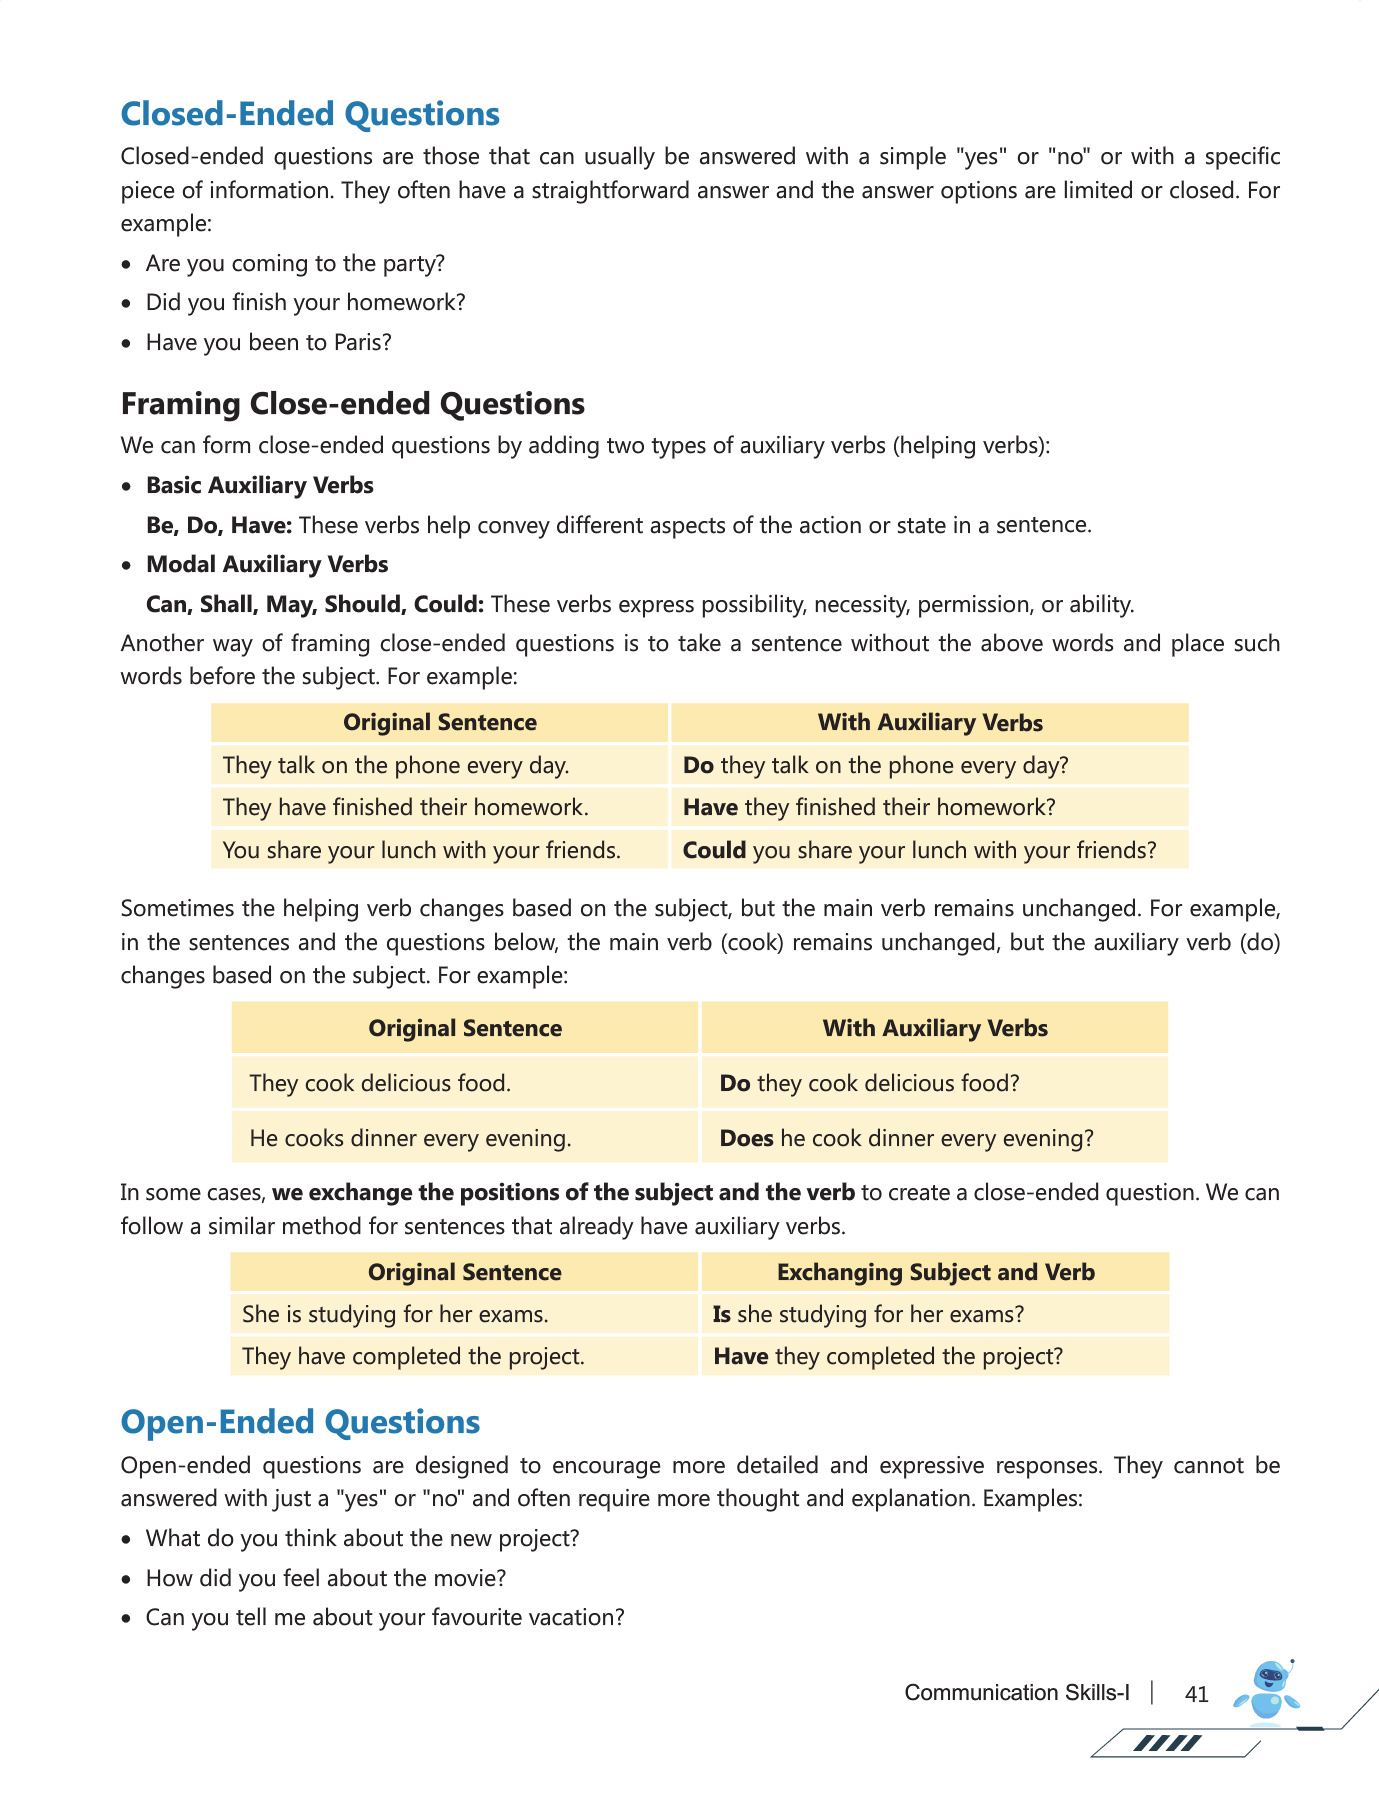 Closed-Ended Questions
Closed-ended questions are those that can usually be answered with a simple "yes" or "no" or with a specific
piece of information. They often have a straightforward answer and the answer options are limited or closed. For
example:
• Are you coming to the party?
• Did you finish your homework?
• Have you been to Paris?
Framing Close-ended Questions
We can form close-ended questions by adding two types of auxiliary verbs (helping verbs):
• Basic Auxiliary Verbs
Be, Do, Have: These verbs help convey different aspects of the action or state in a sentence.
• Modal Auxiliary Verbs
Can, Shall, May, Should, Could: These verbs express possibility, necessity, permission, or ability.
Another way of framing close-ended questions is to take a sentence without the above words and place such
words before the subject. For example:
Original Sentence With Auxiliary Verbs
They talk on the phone every day. Do they talk on the phone every day?
They have finished their homework. Have they finished their homework?
You share your lunch with your friends. Could you share your lunch with your friends?
Sometimes the helping verb changes based on the subject, but the main verb remains unchanged. For example,
in the sentences and the questions below, the main verb (cook) remains unchanged, but the auxiliary verb (do)
changes based on the subject. For example:
Original Sentence With Auxiliary Verbs
They cook delicious food. Do they cook delicious food?
He cooks dinner every evening. Does he cook dinner every evening?
In some cases, we exchange the positions of the subject and the verb to create a close-ended question. We can
follow a similar method for sentences that already have auxiliary verbs.
Original Sentence Exchanging Subject and Verb
She is studying for her exams. Is she studying for her exams?
They have completed the project. Have they completed the project?
Open-Ended Questions
Open-ended questions are designed to encourage more detailed and expressive responses. They cannot be
answered with just a "yes" or "no" and often require more thought and explanation. Examples:
• What do you think about the new project?
• How did you feel about the movie?
• Can you tell me about your favourite vacation?
Communication Skills-I | 41